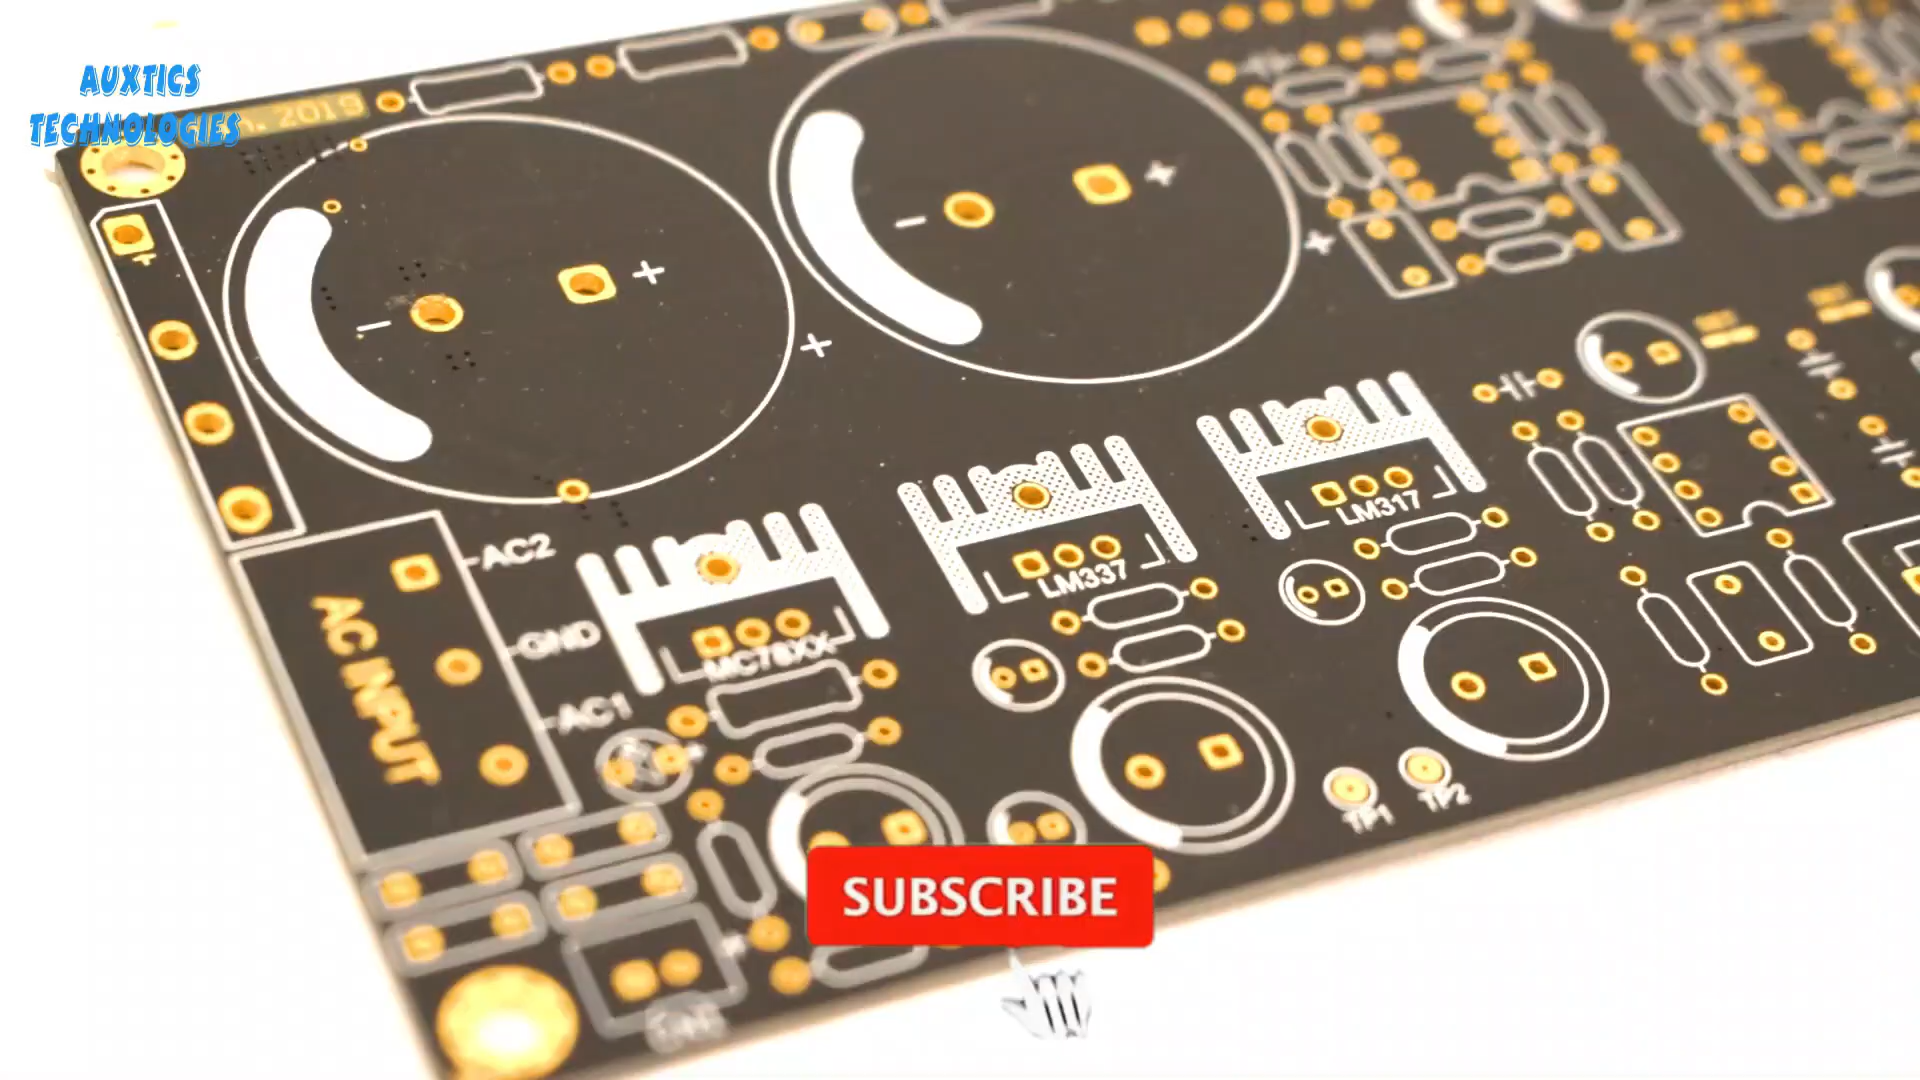 AUXTICS
TECHNOLOGIES
2019
+
-
+
-
+
+
+
AC2
GND
AC1
AC INPUT
MC78XX
LM337
LM317
TP1
TP2
SUBSCRIBE